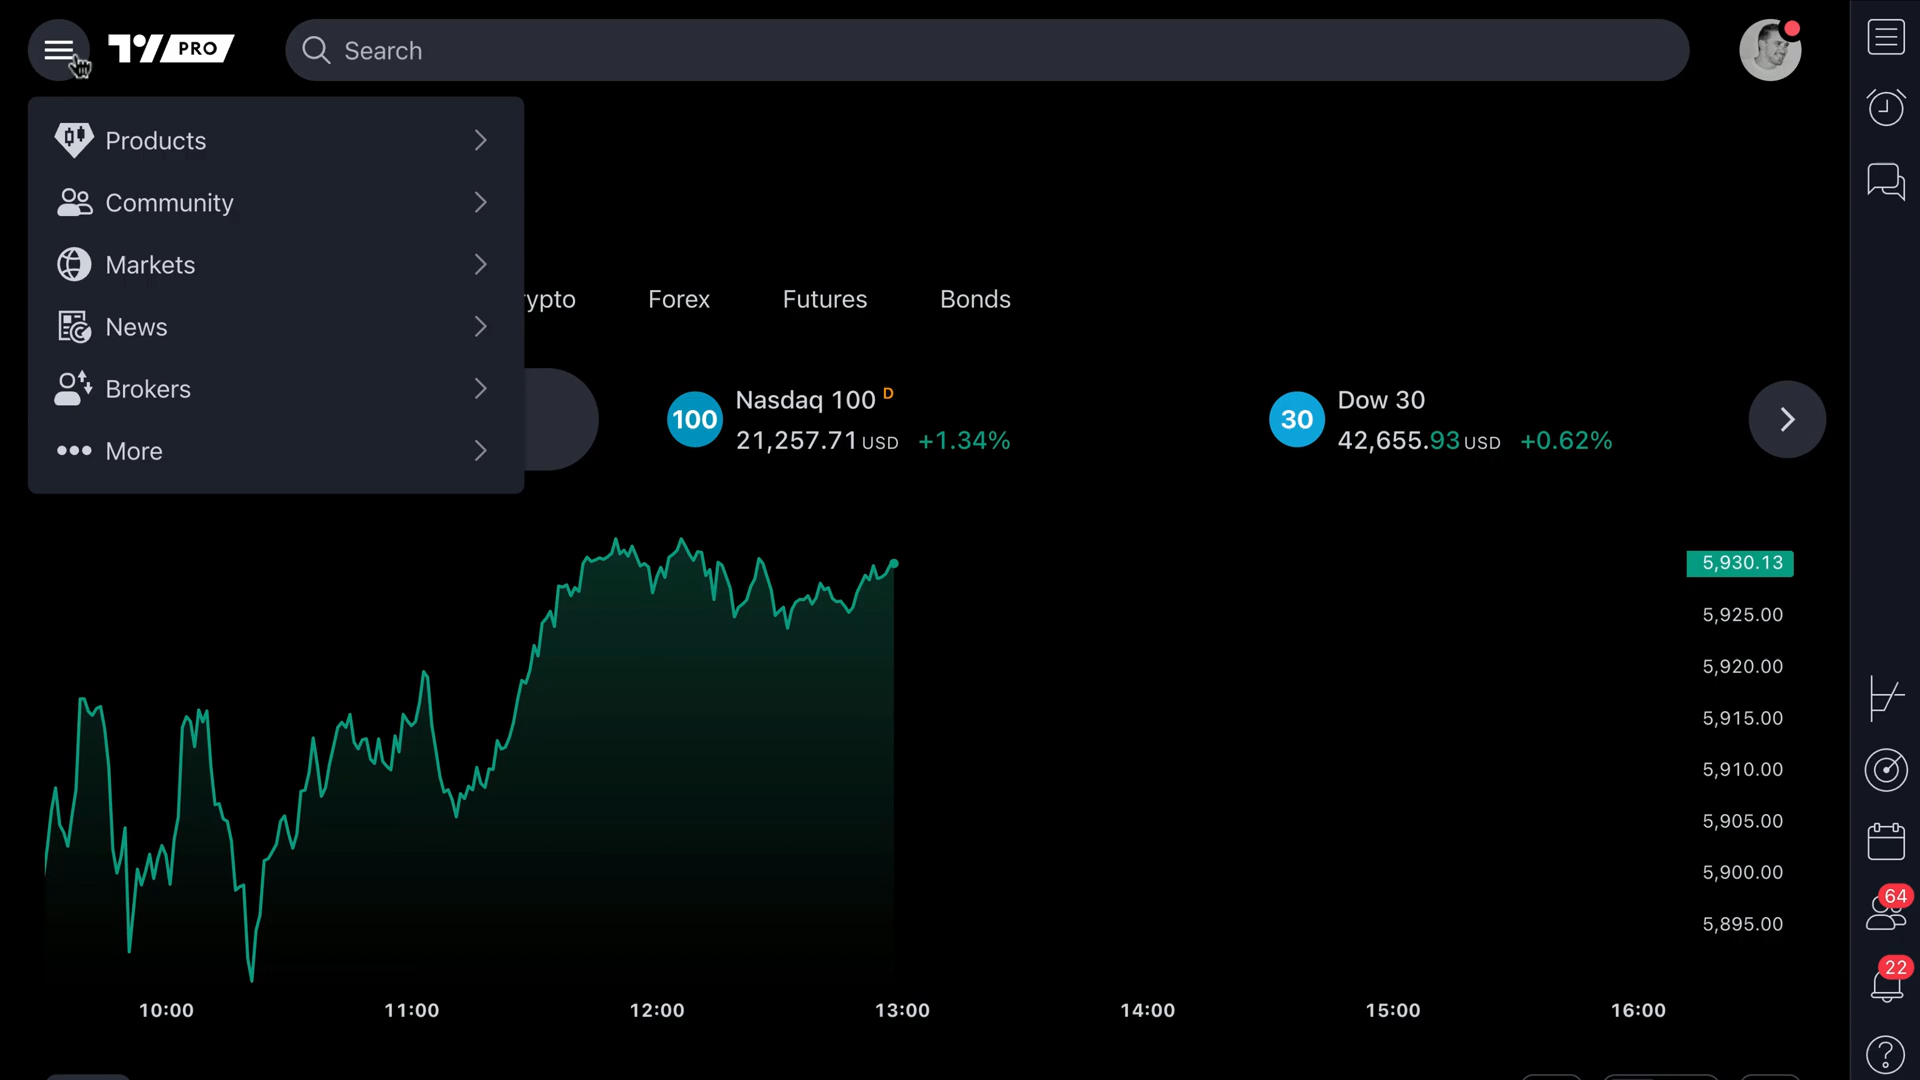 PRO
Search
Products
Community
Markets
News
Brokers
More
ypto
Forex
Futures
Bonds
100
Nasdaq 100 D
21,257.71 USD +1.34%
30
Dow 30
42,655.93 USD +0.62%
5,930.13
5,925.00
5,920.00
5,915.00
5,910.00
5,905.00
5,900.00
5,895.00
10:00
11:00
12:00
13:00
14:00
15:00
16:00
64
22